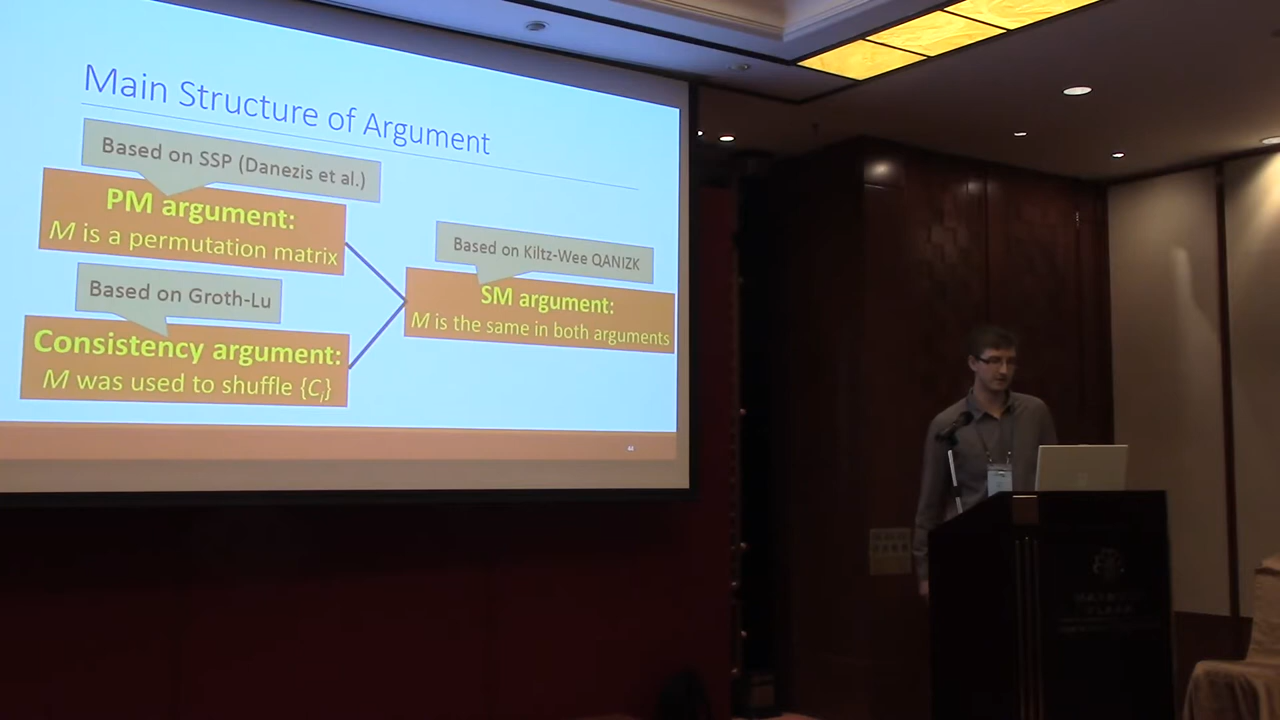 Main Structure of Argument
Based on SSP (Danezis et al.)
PM argument:
M is a permutation matrix
Based on Groth-Lu
Consistency argument:
M was used to shuffle {Ci}
Based on Kiltz-Wee QANIZK
SM argument:
M is the same in both arguments
44